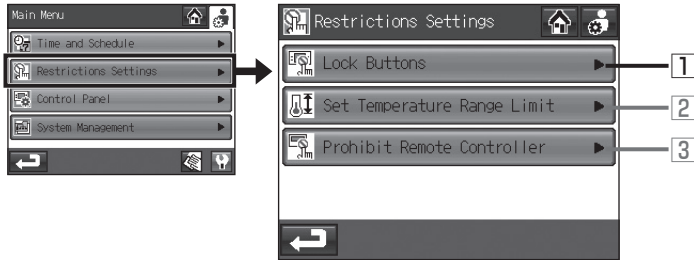 Main Menu
Time and Schedule
Restrictions Settings
Control Panel
System Management
Restrictions Settings
Lock Buttons
1
Set Temperature Range Limit
2
Prohibit Remote Controller
3